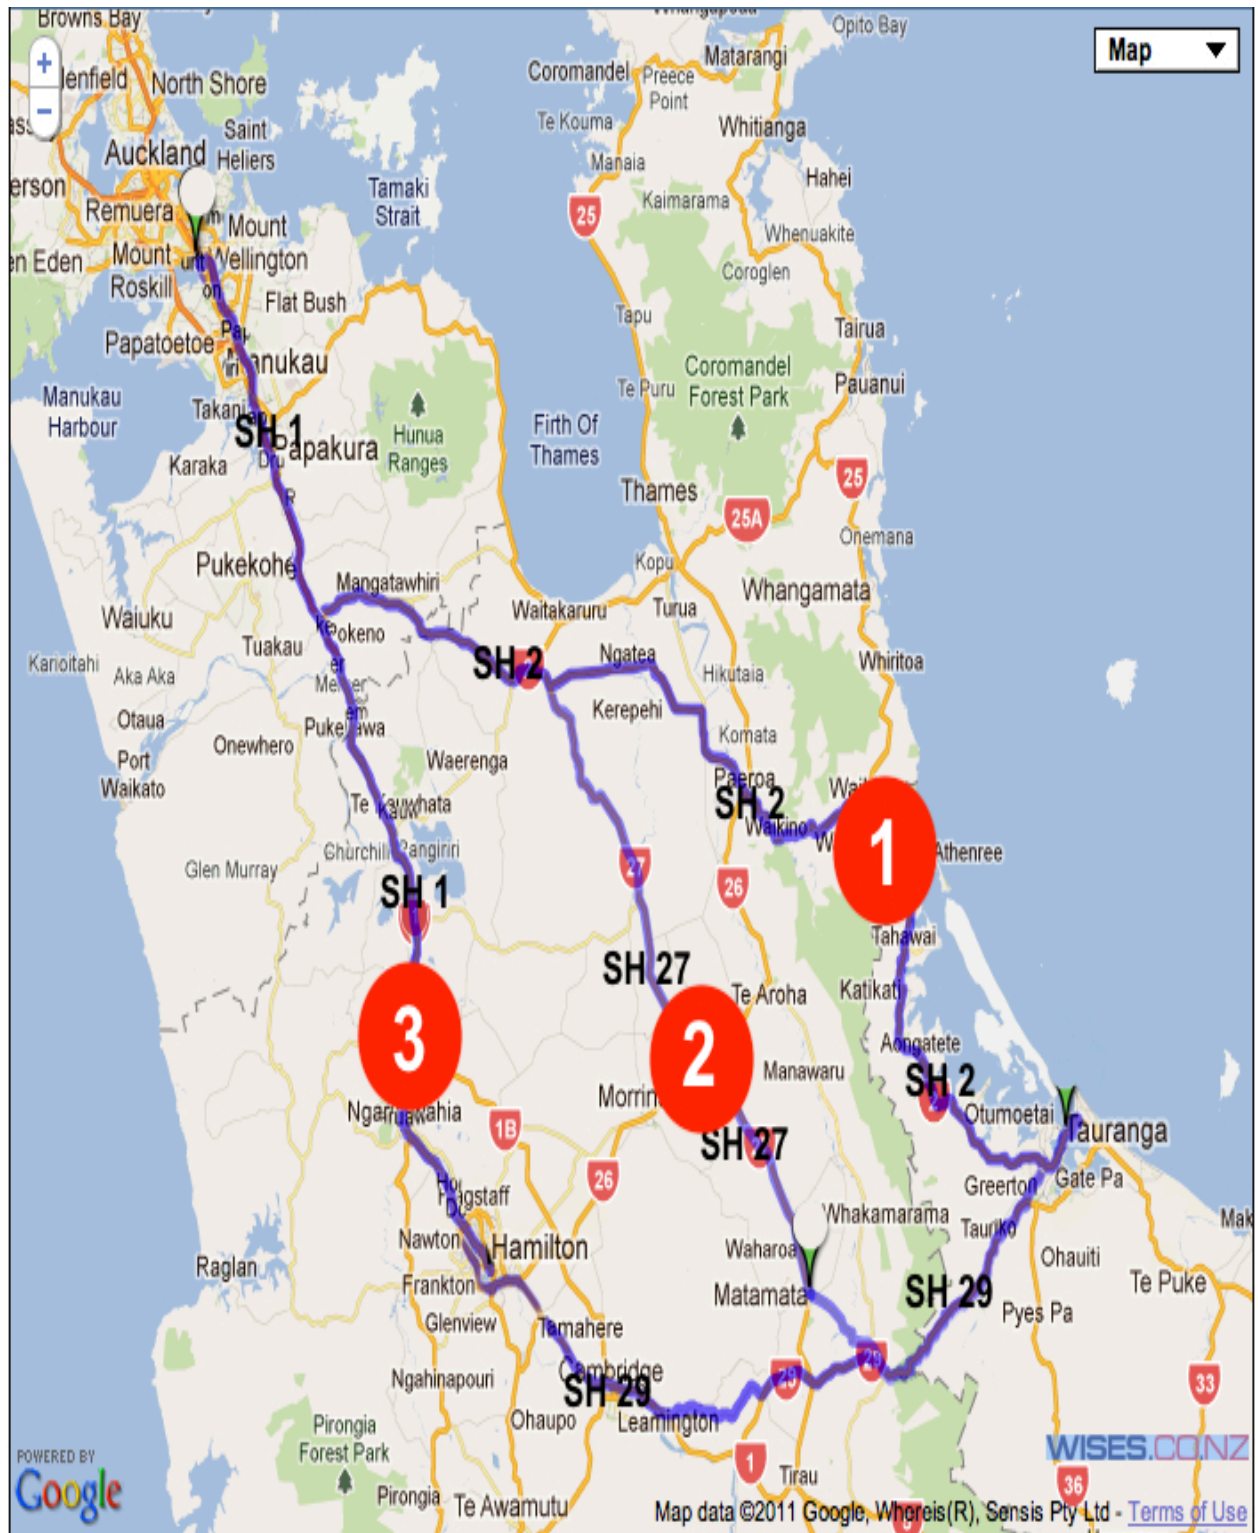 Browns Bay
Opito Bay
Matarangi
Map
Coromandel
Preece
Point
North Shore
Te Kouma
Whitianga
Saint
Heliers
Auckland
Manaia
Hahei
Tamaki
Strait
Kaimarama
Remuera
Mount
Wellington
Whenuakite
25
Mount
Roskill
Coroglen
Flat Bush
Tapu
Tairua
Papatoetoe
Manukau
Coromandel
Forest Park
Te Puru
Pauanui
Manukau
Harbour
Hunua
Ranges
Firth Of
Thames
SH 1
Papakura
Karaka
25
Thames
25A
Onemana
Kopu
Pukekohe
Mangatawhiri
Whangamata
Waiuku
Waitakaruru
Turua
Pokeno
Tuakau
Ngatea
Whiritoa
Karioitahi
Aka Aka
SH 2
Hikutaia
Otaua
Kerepehi
Onewhero
Komata
Port
Waikato
Waerenga
Paeroa
SH 2
Waikino
1
Athenree
Glen Murray
27
26
SH 1
Tahawai
SH 27
Te Aroha
Katikati
3
2
Aongatete
Manawaru
SH 2
Otumoetai
1B
Tauranga
SH 27
26
Greerton
Gate Pa
Flagstaff
Whakamarama
Tauriko
Nawton
Hamilton
Waharoa
Ohauiti
Raglan
Frankton
Matamata
SH 29
Te Puke
Glenview
Pyes Pa
Tamahere
Cambridge
29
29
Ngahinapouri
SH 29
33
Ohaupo
Leamington
Pirongia
Forest Park
WISES.CO.NZ
POWERED BY
Google
1
Tirau
36
Pirongia
Te Awamutu
Map data ©2011 Google, Whereis(R), Sensis Pty Ltd - Terms of Use